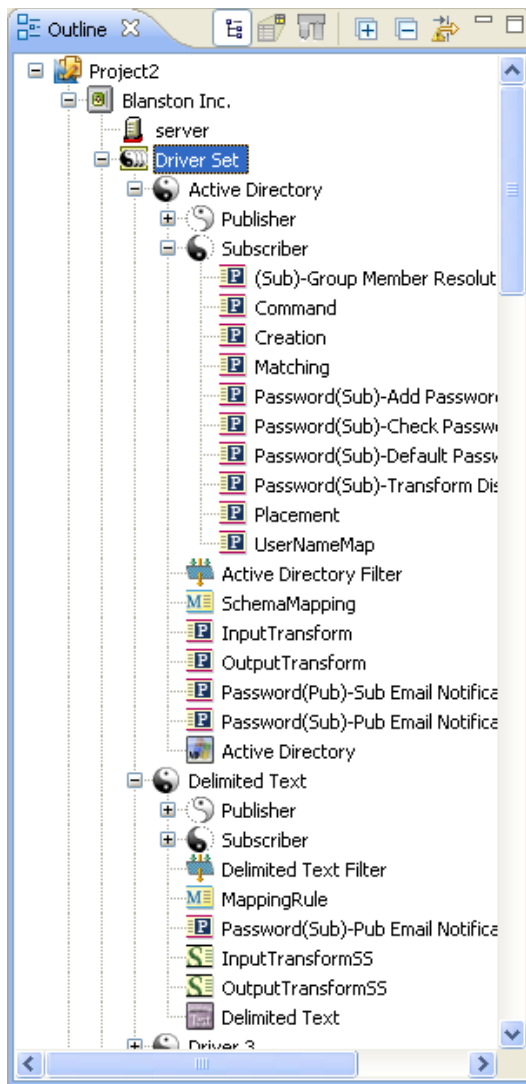 Outline
Project2
Blanston Inc.
server
Driver Set
Active Directory
Publisher
Subscriber
(Sub)-Group Member Resolut
Command
Creation
Matching
Password(Sub)-Add Password
Password(Sub)-Check Passw
Password(Sub)-Default Passw
Password(Sub)-Transform Dis
Placement
UserNameMap
Active Directory Filter
SchemaMapping
InputTransform
OutputTransform
Password(Pub)-Sub Email Notifica
Password(Sub)-Pub Email Notifica
Active Directory
Delimited Text
Publisher
Subscriber
Delimited Text Filter
MappingRule
Password(Sub)-Pub Email Notifica
InputTransformSS
OutputTransformSS
Delimited Text
Driver 3